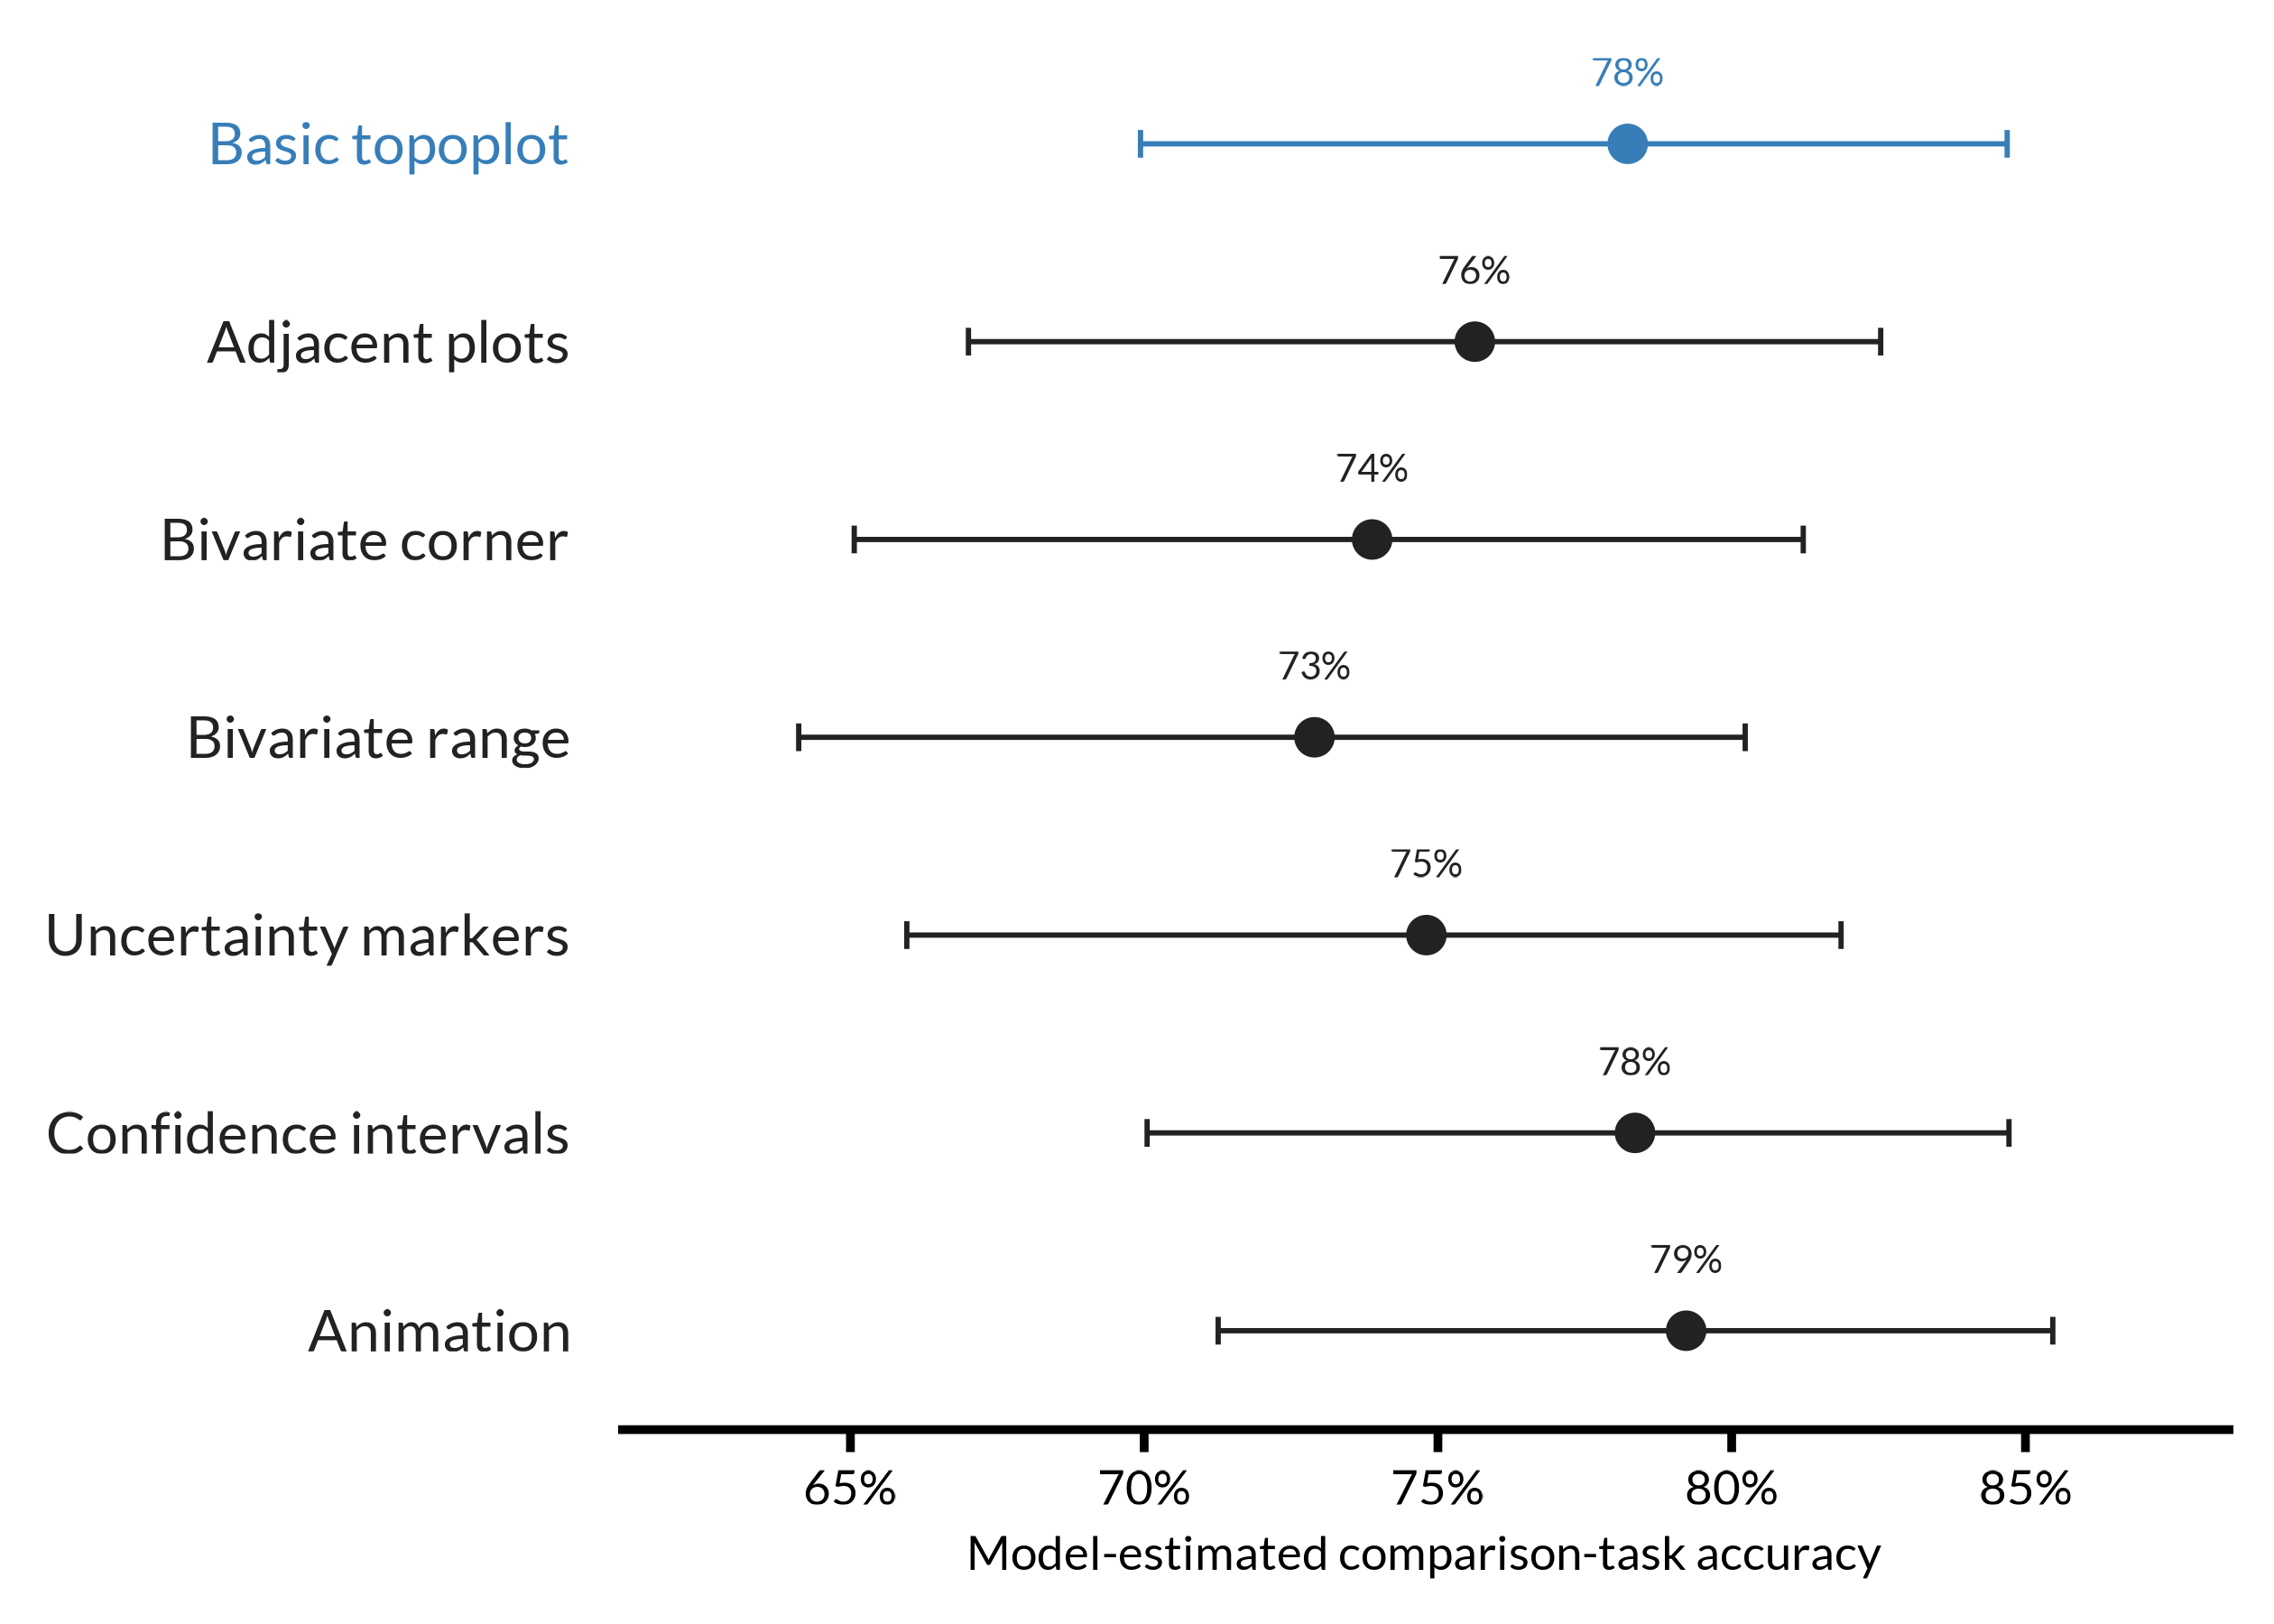 78%
Basic topoplot
76%
Adjacent plots
74%
Bivariate corner
73%
Bivariate range
75%
Uncertainty markers
78%
Confidence intervals
79%
Animation
65% 70% 75% 80% 85%
Model-estimated comparison-task accuracy